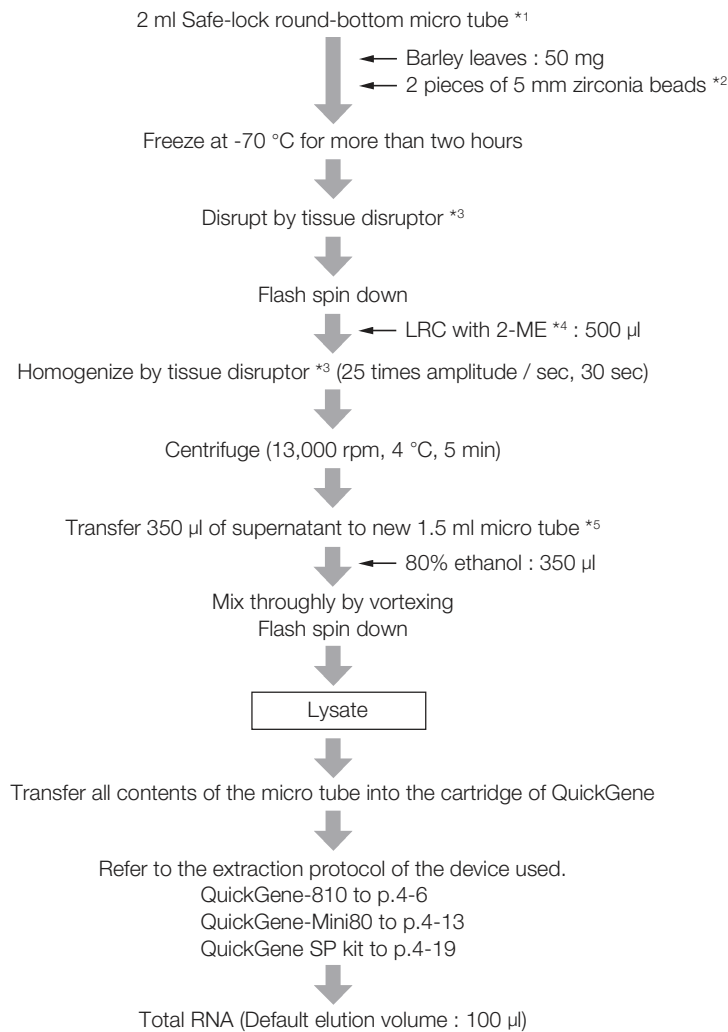 2 ml Safe-lock round-bottom micro tube *1
Barley leaves : 50 mg
2 pieces of 5 mm zirconia beads *2
Freeze at -70 °C for more than two hours
Disrupt by tissue disruptor *3
Flash spin down
LRC with 2-ME *4 : 500 µl
Homogenize by tissue disruptor *3 (25 times amplitude / sec, 30 sec)
Centrifuge (13,000 rpm, 4 °C, 5 min)
Transfer 350 µl of supernatant to new 1.5 ml micro tube *5
80% ethanol : 350 µl
Mix throughly by vortexing
Flash spin down
Lysate
Transfer all contents of the micro tube into the cartridge of QuickGene
Refer to the extraction protocol of the device used.
QuickGene-810 to p.4-6
QuickGene-Mini80 to p.4-13
QuickGene SP kit to p.4-19
Total RNA (Default elution volume : 100 µl)